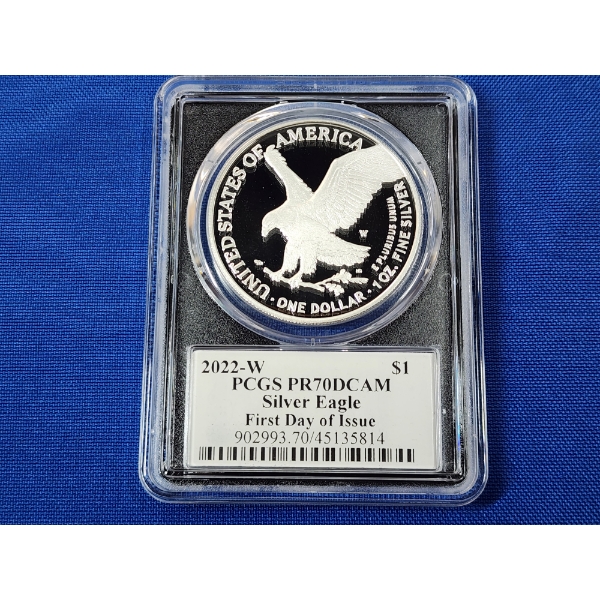 UNITED STATES OF AMERICA
W
E PLURIBUS UNUM
1 OZ. FINE SILVER
· ONE DOLLAR ·
2022-W $1
PCGS PR70DCAM
Silver Eagle
First Day of Issue
902993.70/45135814